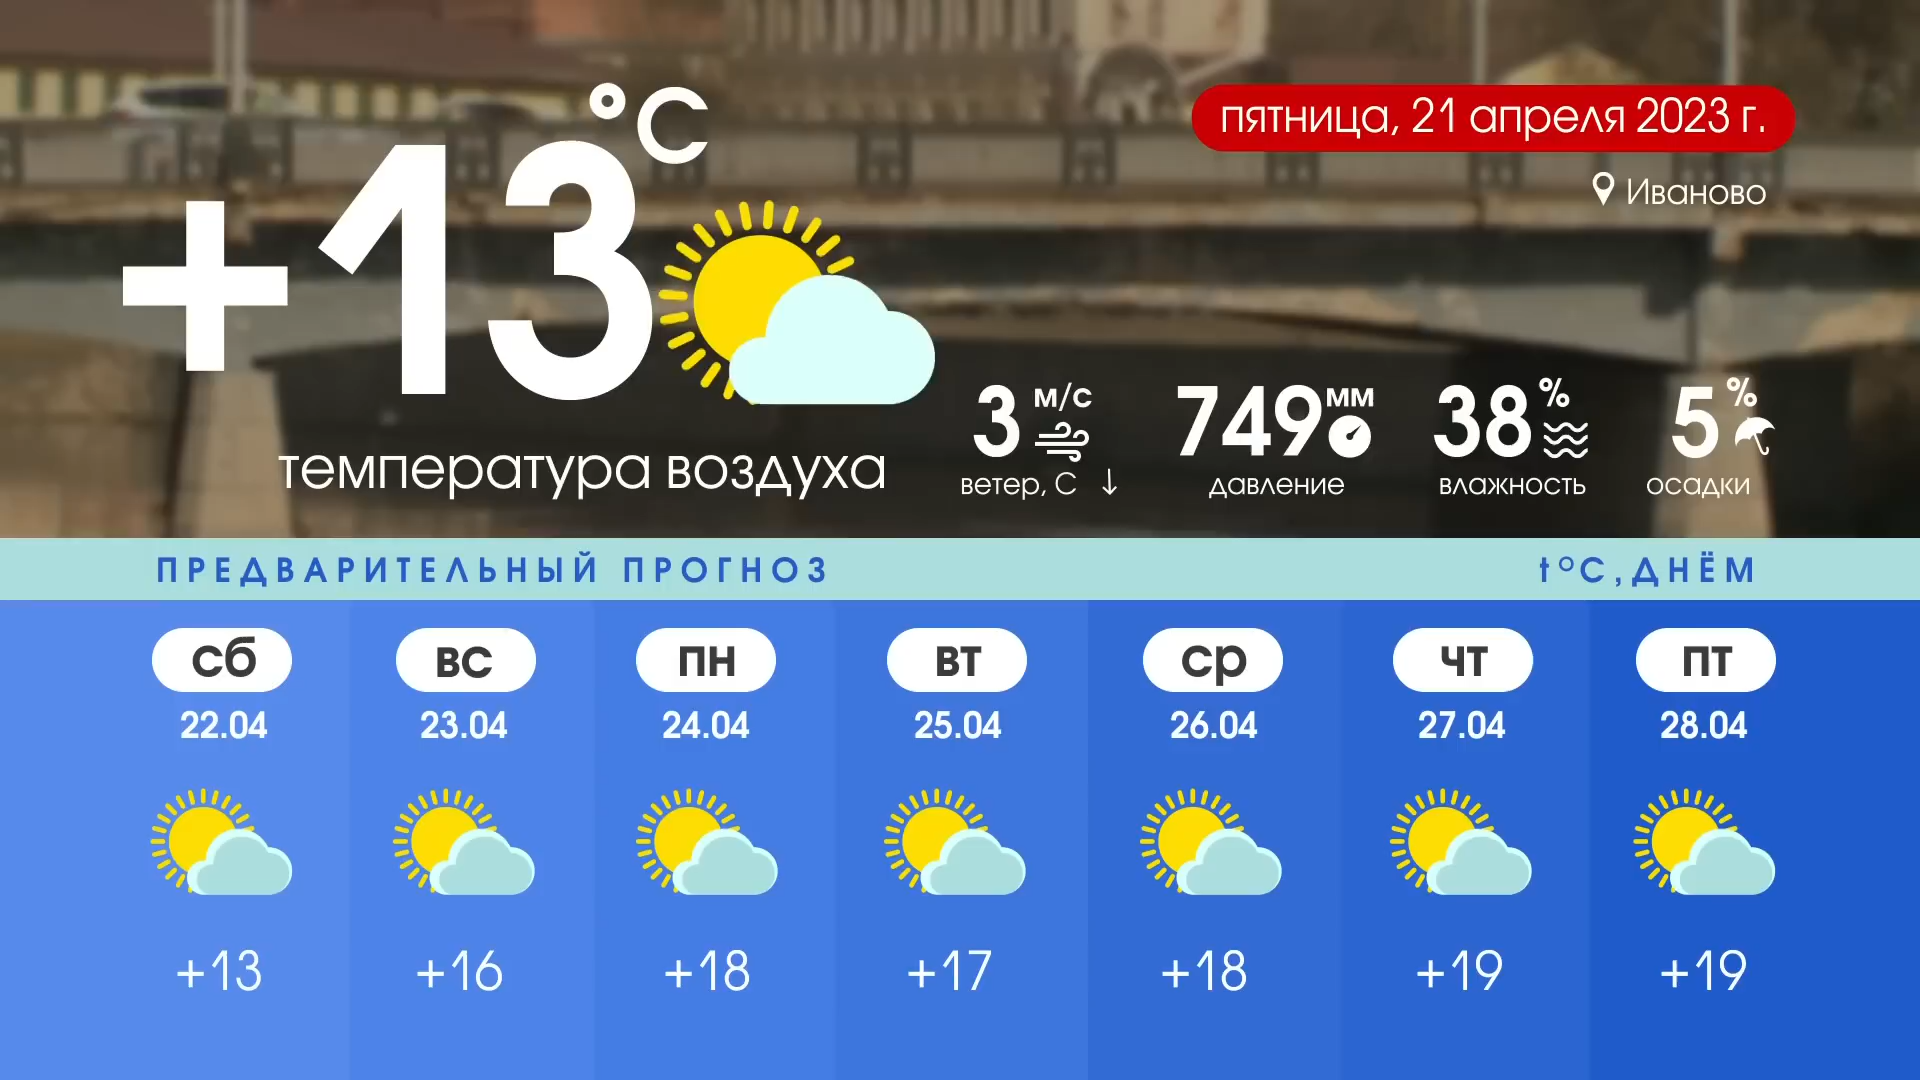 +13°C
температура воздуха
пятница, 21 апреля 2023 г.
Иваново
3 м/с
ветер, С ↓
749 мм
давление
38 %
влажность
5 %
осадки
ПРЕДВАРИТЕЛЬНЫЙ ПРОГНОЗ
t°C, ДНЁМ
сб
22.04
+13
вс
23.04
+16
пн
24.04
+18
вт
25.04
+17
ср
26.04
+18
чт
27.04
+19
пт
28.04
+19